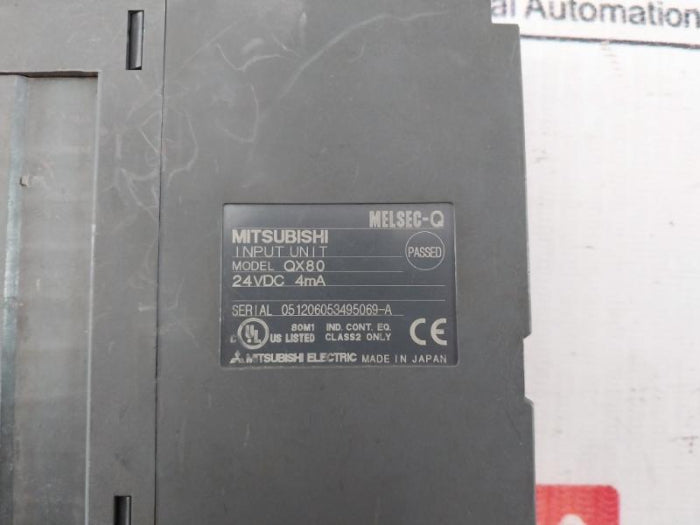 al Automation
MELSEC-Q
MITSUBISHI
INPUT UNIT
PASSED
MODEL QX80
24VDC 4mA
SERIAL 051206053495069-A
C UL US LISTED 80M1 IND. CONT. EQ. CLASS2 ONLY CE
MITSUBISHI ELECTRIC MADE IN JAPAN